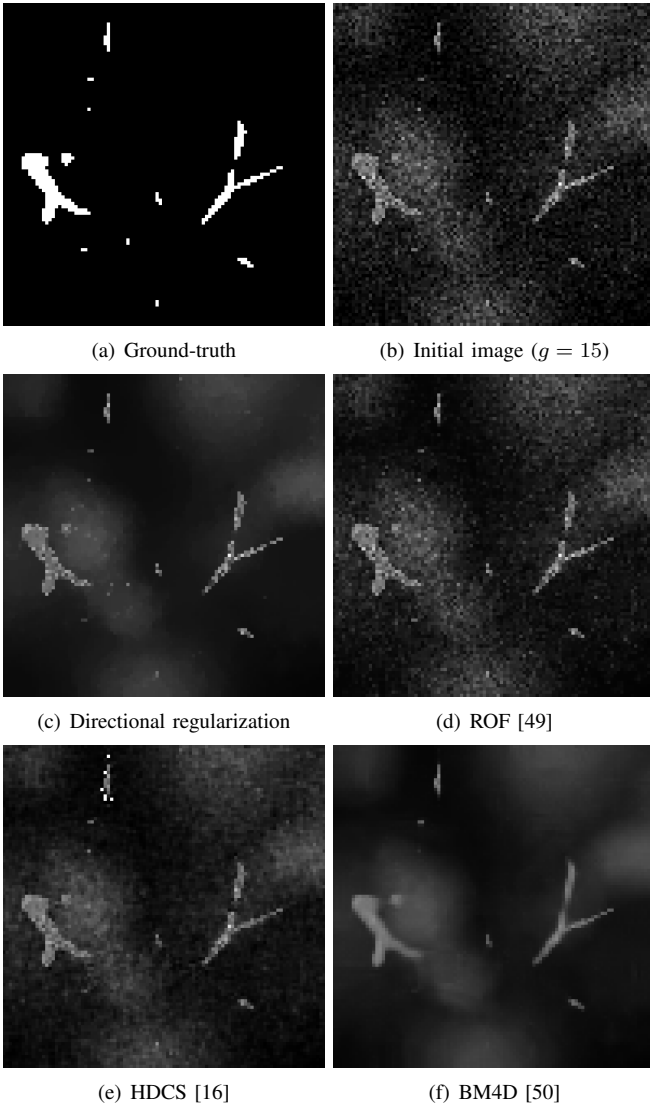 (a) Ground-truth
(b) Initial image (g = 15)
(c) Directional regularization
(d) ROF [49]
(e) HDCS [16]
(f) BM4D [50]